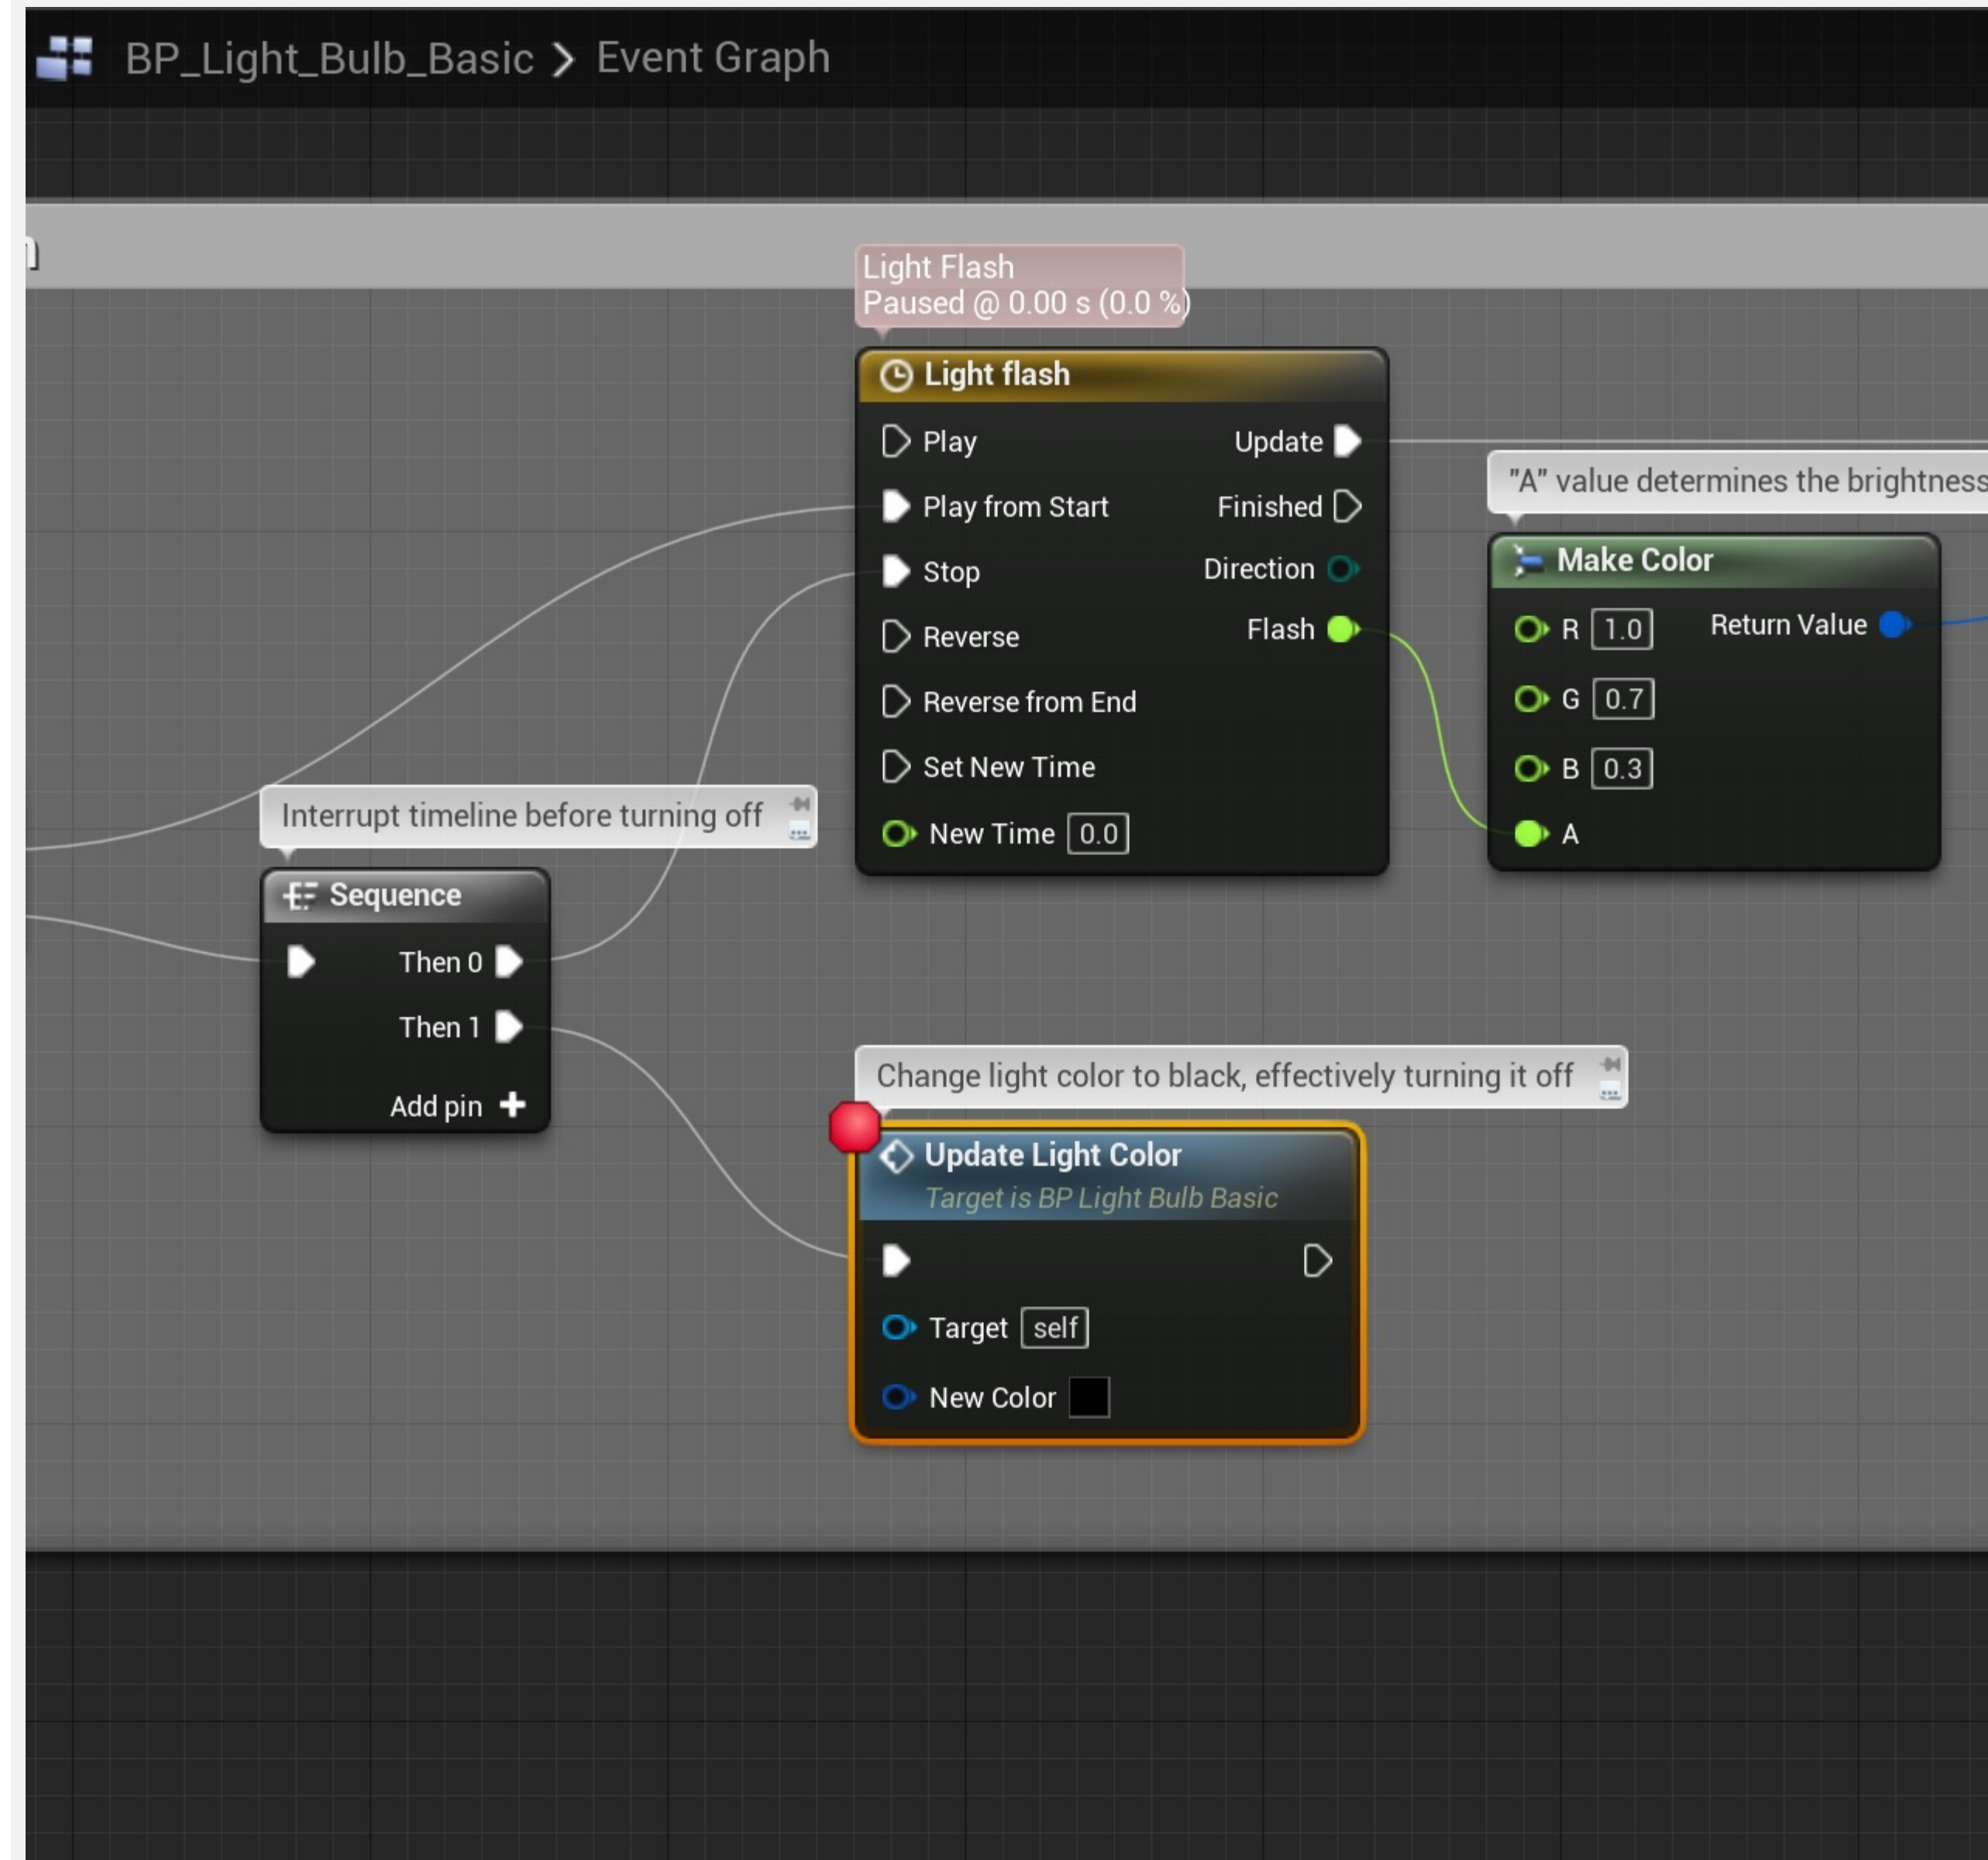 BP_Light_Bulb_Basic > Event Graph
n
Light Flash
Paused @ 0.00 s (0.0 %)
Light flash
Play
Update
Play from Start
Finished
Stop
Direction
Reverse
Flash
Reverse from End
Set New Time
New Time 0.0
"A" value determines the brightness
Make Color
R 1.0
Return Value
G 0.7
B 0.3
A
Interrupt timeline before turning off
Sequence
Then 0
Then 1
Add pin
Change light color to black, effectively turning it off
Update Light Color
Target is BP Light Bulb Basic
Target self
New Color